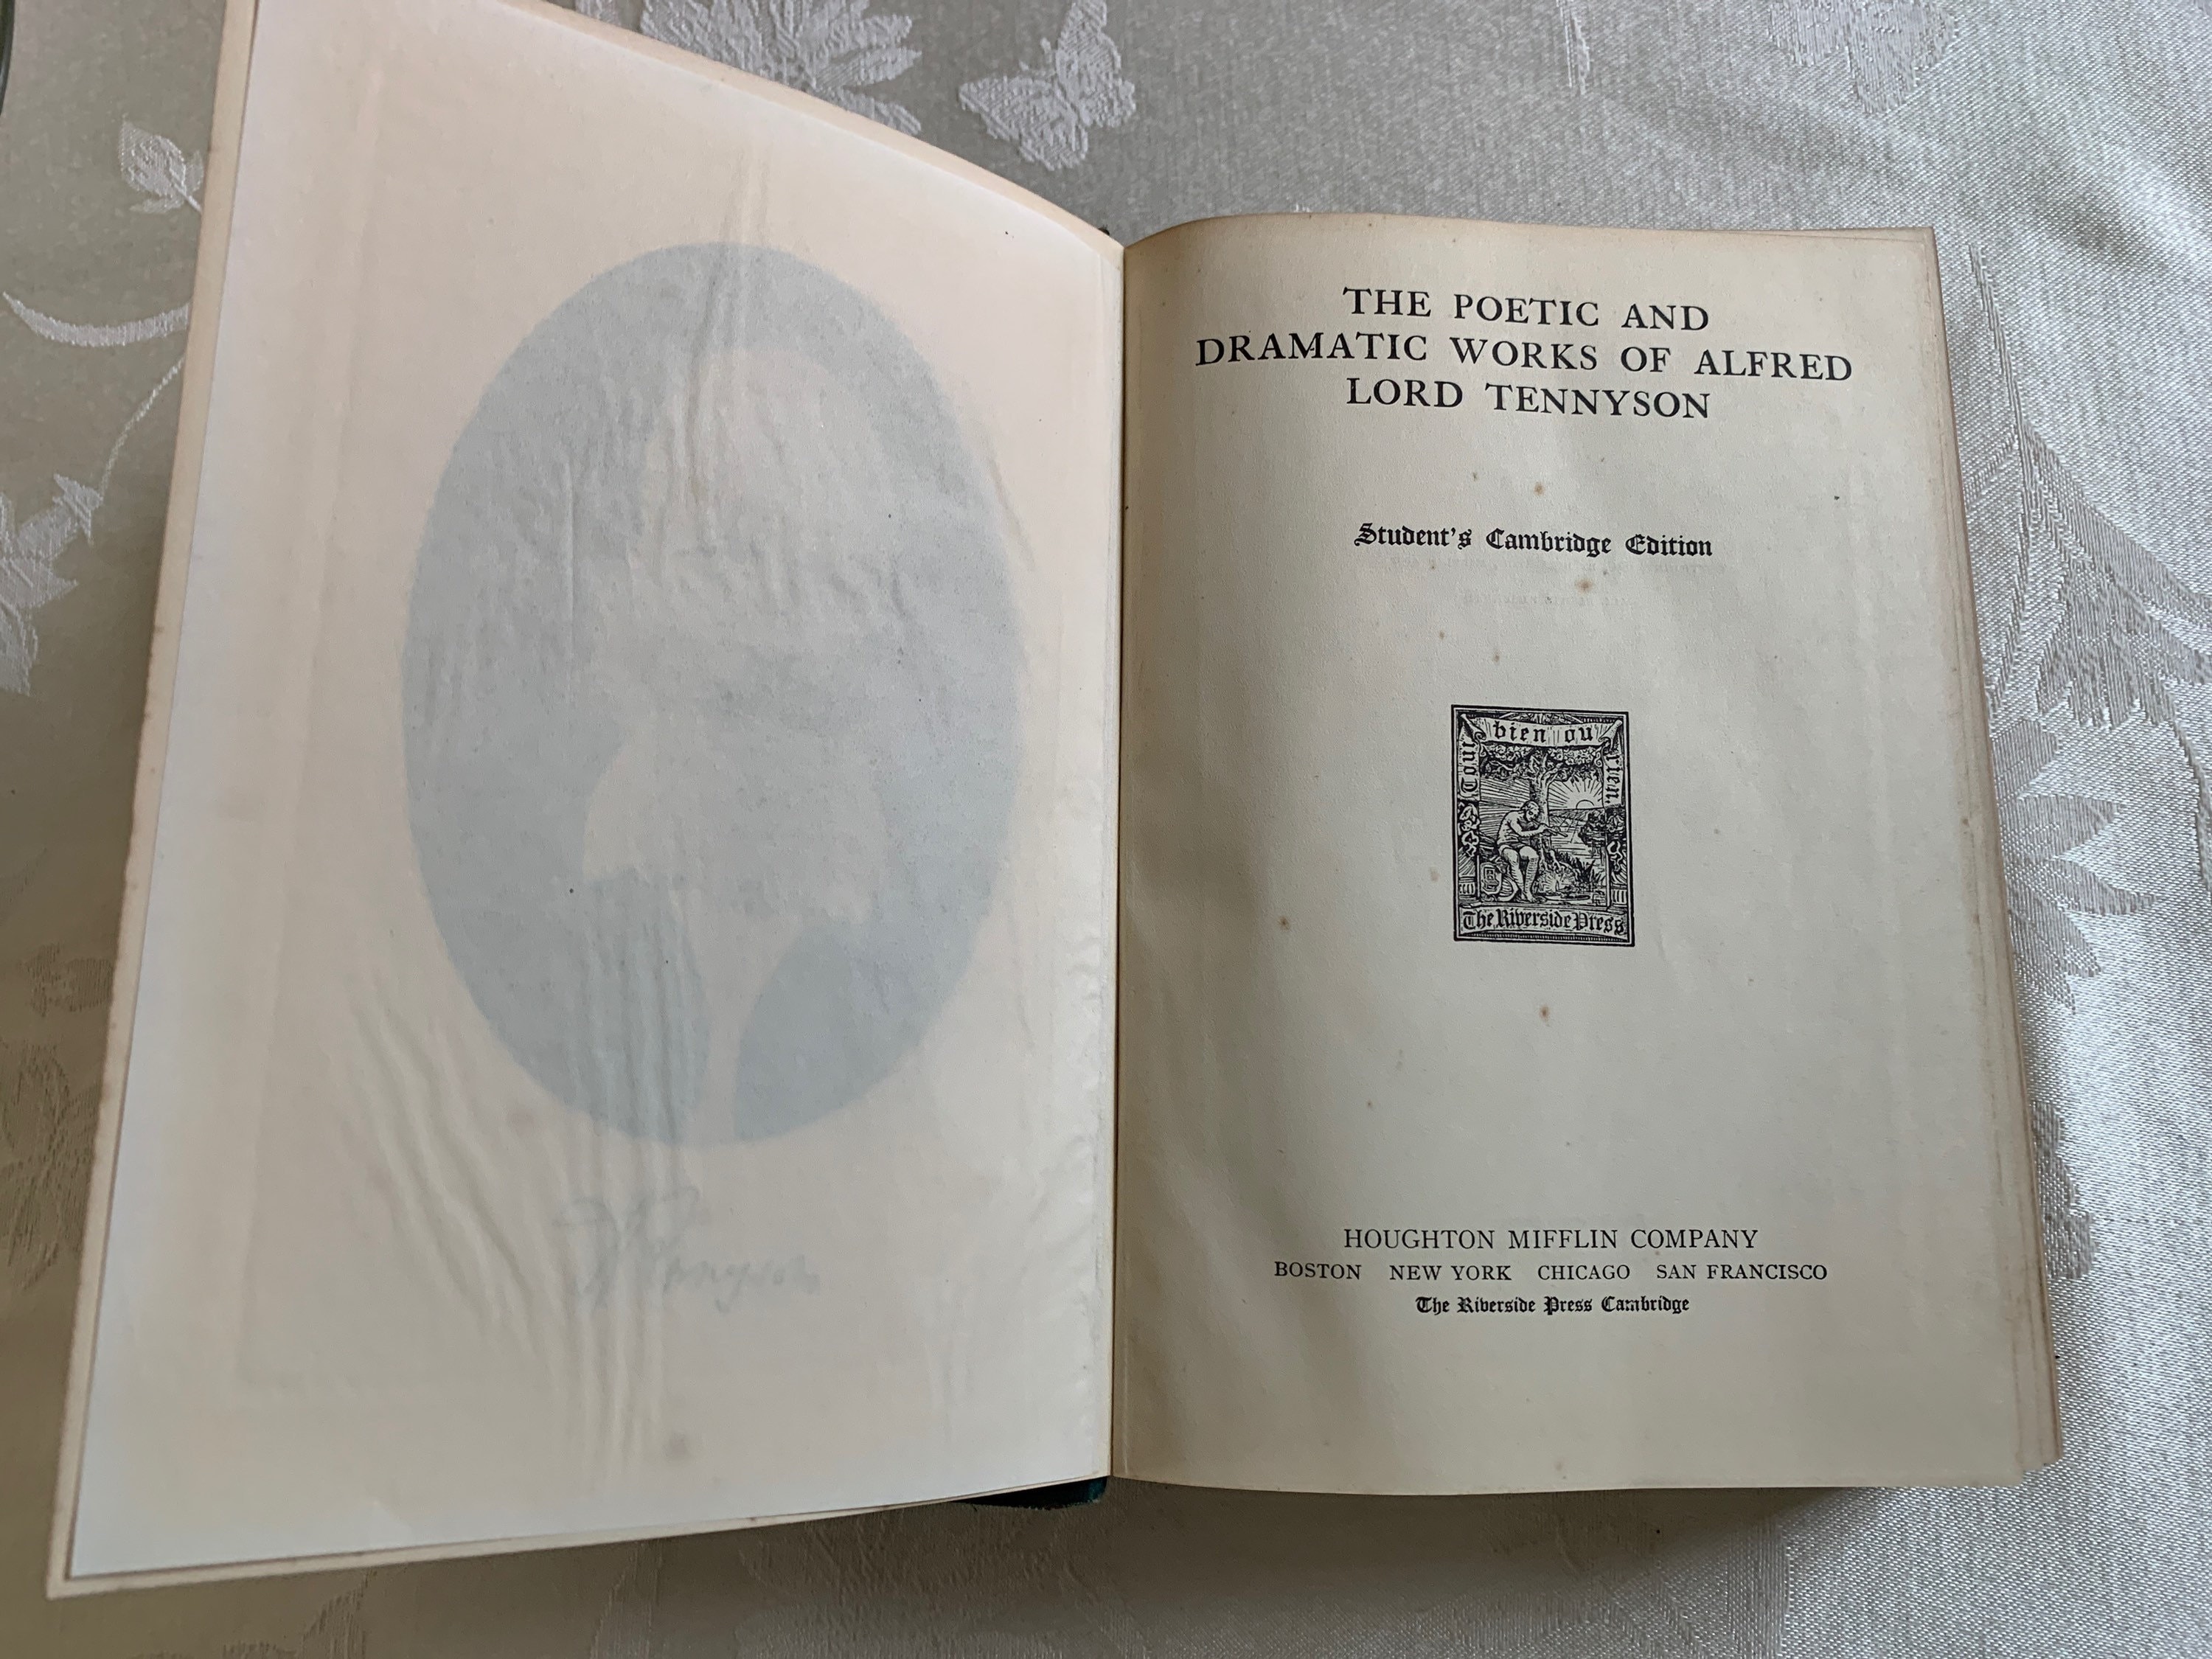 THE POETIC AND
DRAMATIC WORKS OF ALFRED
LORD TENNYSON
Student's Cambridge Edition
Tout bien ou rien.
The Riverside Press
HOUGHTON MIFFLIN COMPANY
BOSTON NEW YORK CHICAGO SAN FRANCISCO
The Riverside Press Cambridge